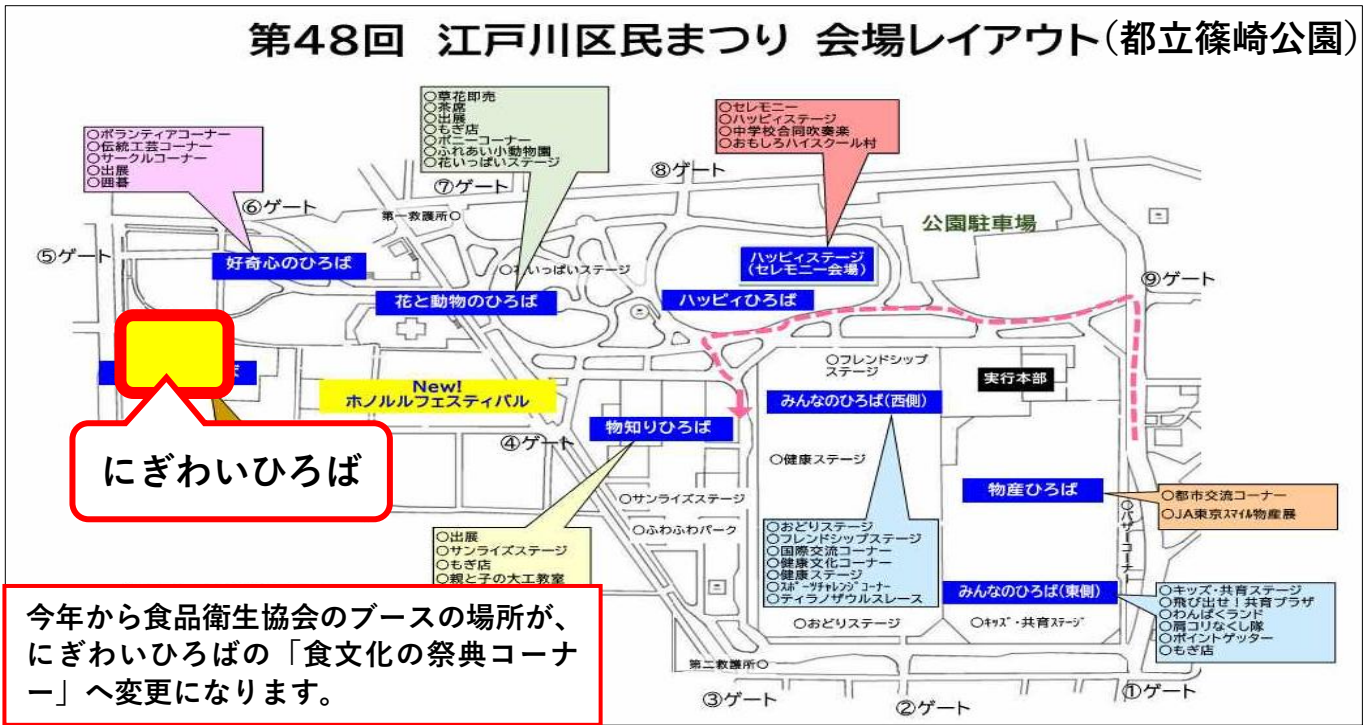 第48回 江戸川区民まつり 会場レイアウト(都立篠崎公園)
○草花即売
○茶席
○出展
○もぎ店
○ポニーコーナー
○ふれあい小動物園
○花いっぱいステージ
○セレモニー
○ハッピィステージ
○中学校合同吹奏楽
○おもしろハイスクール村
○ボランティアコーナー
○伝統工芸コーナー
○サークルコーナー
○出展
○囲碁
⑧ゲート
⑦ゲート
⑥ゲート
第一救護所○
公園駐車場
⑤ゲート
好奇心のひろば
○花いっぱいステージ
ハッピィステージ
(セレモニー会場)
⑨ゲート
花と動物のひろば
ハッピィひろば
○フレンドシップ
ステージ
実行本部
New!
ホノルルフェスティバル
みんなのひろば(西側)
物知りひろば
④ゲート
にぎわいひろば
○健康ステージ
物産ひろば
○都市交流コーナー
○JA東京スマイル物産展
○サンライズステージ
○ふわふわパーク
○バザーコーナー
○出展
○サンライズステージ
○もぎ店
○親と子の大工教室
○おどりステージ
○フレンドシップステージ
○国際交流コーナー
○健康文化コーナー
○健康ステージ
○スポーツチャレンジコーナー
○ティラノザウルスレース
みんなのひろば(東側)
○キッズ・共育ステージ
○飛び出せ!共育プラザ
○わんぱくランド
○肩コリなくし隊
○ポイントゲッター
○もぎ店
○おどりステージ
○キッズ・共育ステージ
今年から食品衛生協会のブースの場所が、
にぎわいひろばの「食文化の祭典コーナ
ー」へ変更になります。
第二救護所○
③ゲート
②ゲート
①ゲート